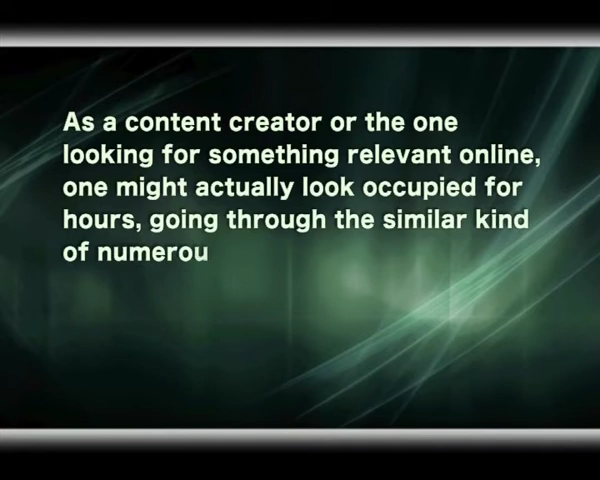 As a content creator or the one
looking for something relevant online,
one might actually look occupied for
hours, going through the similar kind
of numerou